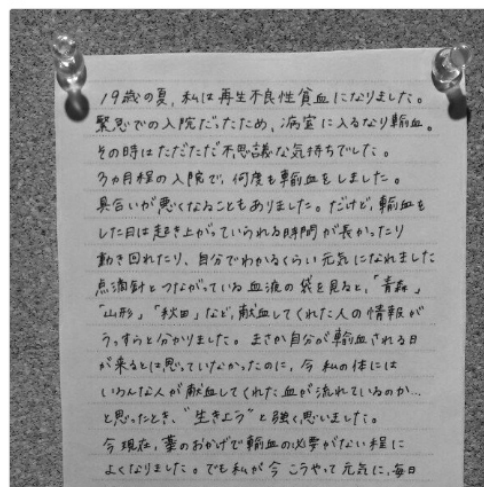 19歳の夏、私は再生不良性貧血になりました。
緊急での入院だったため、病室に入るなり輸血。
その時はただただ不思議な気持ちでした。
3ヵ月程の入院で、何度も輸血をしました。
具合いが悪くなることもありました。だけど、輸血を
した日は起き上がっていられる時間が長かったり
動き回れたり、自分でわかるくらい元気になれました
点滴針とつながっている血液の袋を見ると、「青森」
「山形」「秋田」など、献血してくれた人の情報が
うっすらと分かりました。まさか自分が輸血される日
が来るとは思っていなかったのに、今私の体には
いろんな人が献血してくれた血が流れているのか…
と思ったとき、"生きよう"と強く思いました。
今現在、薬のおかげで輸血の必要がない程に
よくなりました。でも私が今こうやって元気に、毎日